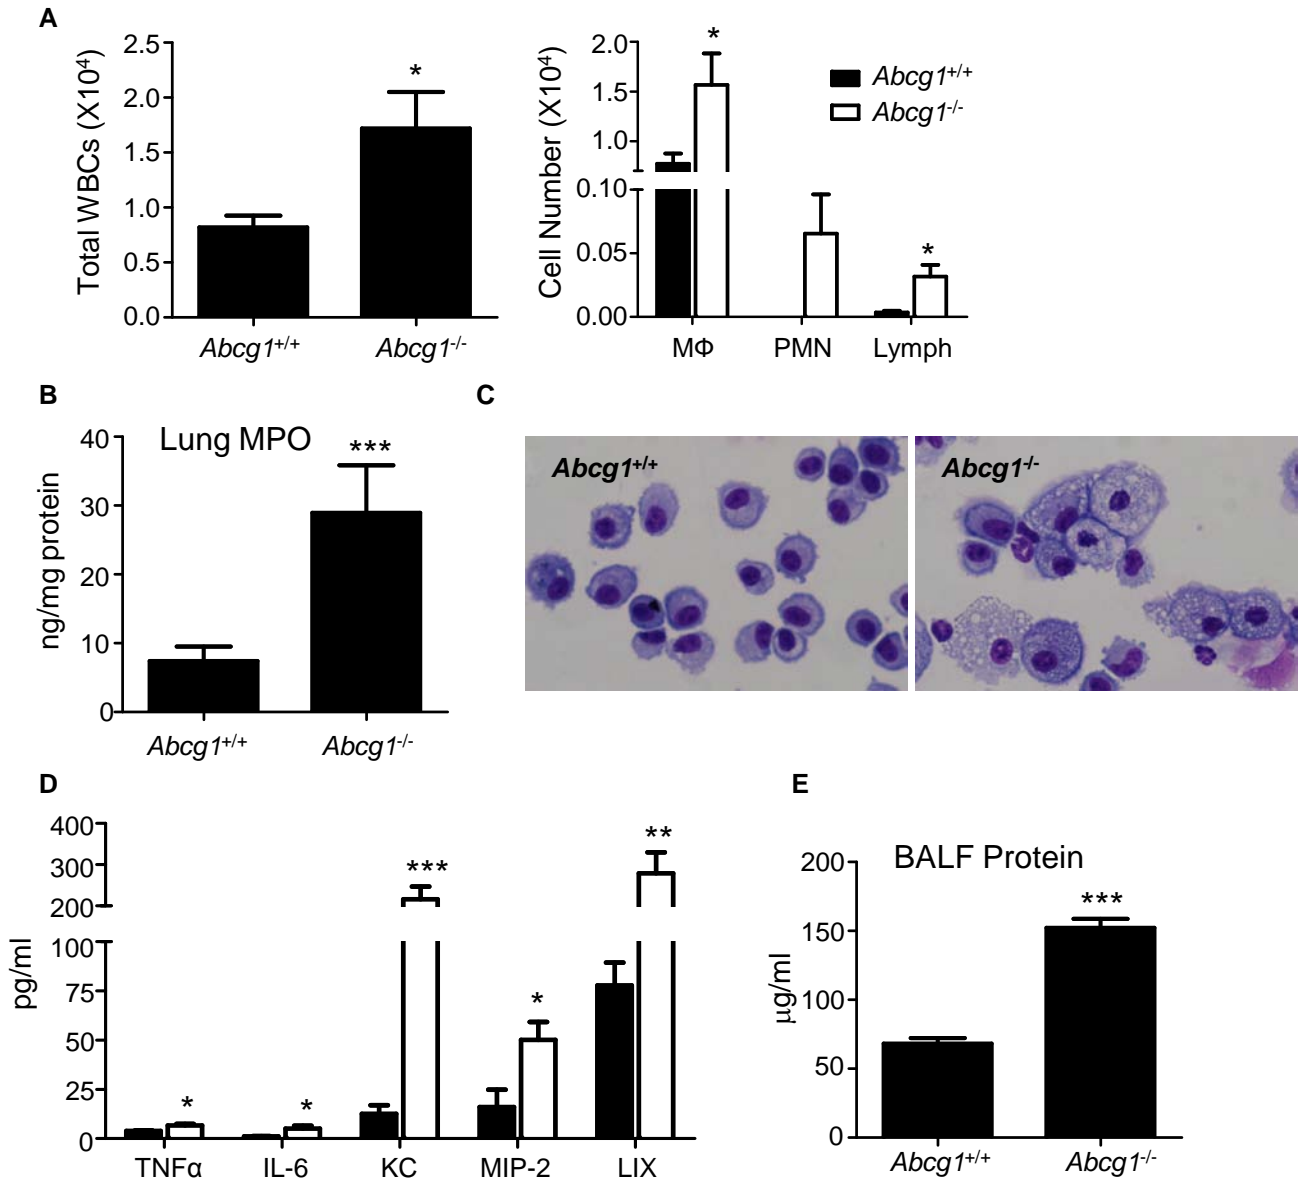 A
Total WBCs (X10⁴)
2.5
2.0
1.5
1.0
0.5
0.0
*
Abcg1+/+
Abcg1-/-
Cell Number (X10⁴)
2.0
1.5
1.0
0.10
0.05
0.00
*
*
MΦ
PMN
Lymph
Abcg1+/+
Abcg1-/-
B
Lung MPO
ng/mg protein
40
30
20
10
0
***
Abcg1+/+
Abcg1-/-
C
Abcg1+/+
Abcg1-/-
D
pg/ml
400
300
200
100
75
50
25
0
*
*
***
*
**
TNFα
IL-6
KC
MIP-2
LIX
E
BALF Protein
µg/ml
200
150
100
50
0
***
Abcg1+/+
Abcg1-/-